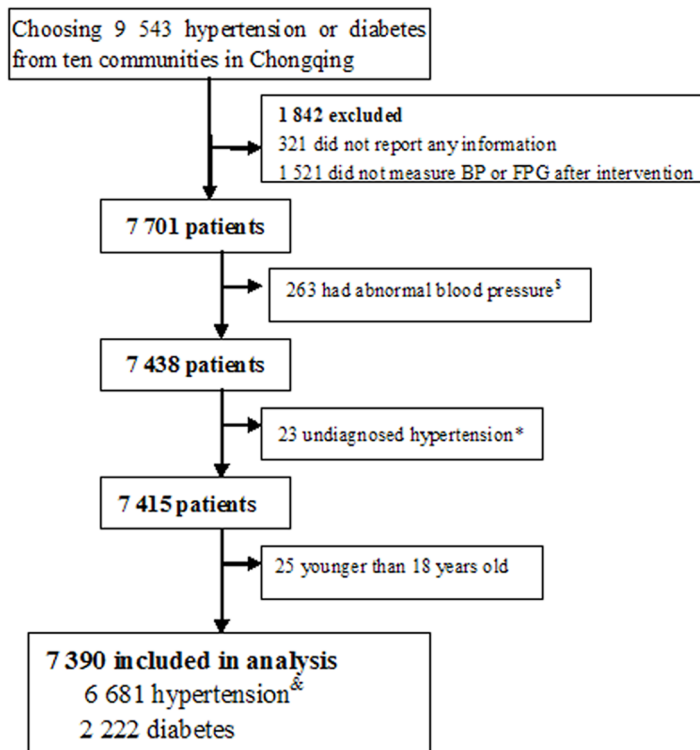 Choosing 9 543 hypertension or diabetes
from ten communities in Chongqing
1 842 excluded
321 did not report any information
1 521 did not measure BP or FPG after intervention
7 701 patients
263 had abnormal blood pressure$
7 438 patients
23 undiagnosed hypertension*
7 415 patients
25 younger than 18 years old
7 390 included in analysis
6 681 hypertension&
2 222 diabetes